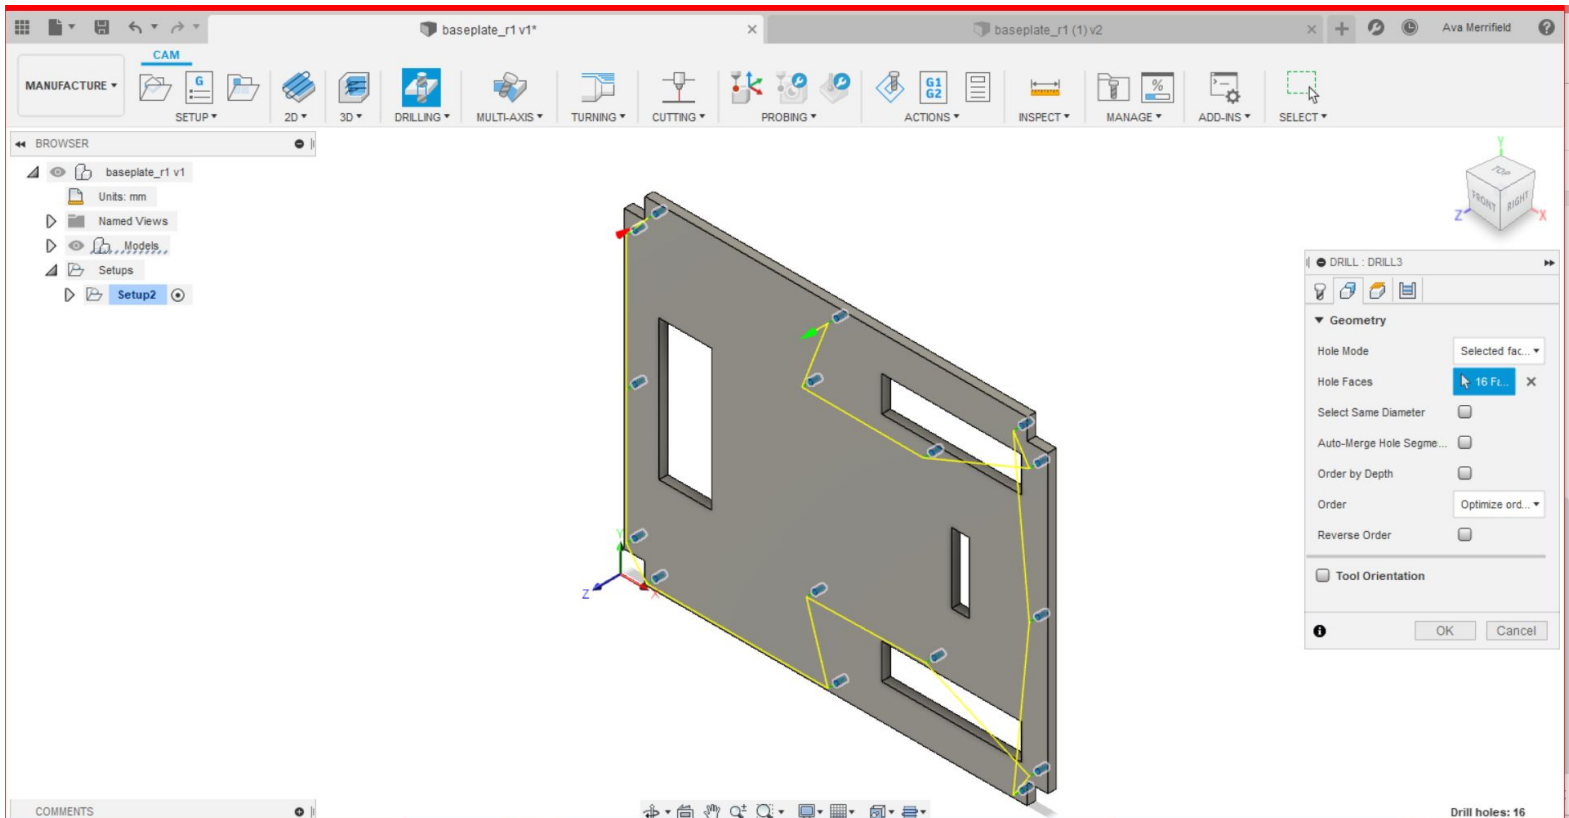 baseplate_r1 v1*
baseplate_r1 (1) v2
Ava Merrifield
MANUFACTURE
CAM
SETUP
2D
3D
DRILLING
MULTI-AXIS
TURNING
CUTTING
PROBING
ACTIONS
INSPECT
MANAGE
ADD-INS
SELECT
G
G1
G2
%
BROWSER
baseplate_r1 v1
Units: mm
Named Views
Models
Setups
Setup2
Y
Z
X
Y
TOP
FRONT
RIGHT
Z
X
DRILL : DRILL3
Geometry
Hole Mode Selected fac...
Hole Faces 16 Fa...
Select Same Diameter
Auto-Merge Hole Segme...
Order by Depth
Order Optimize ord...
Reverse Order
Tool Orientation
OK Cancel
COMMENTS
Drill holes: 16